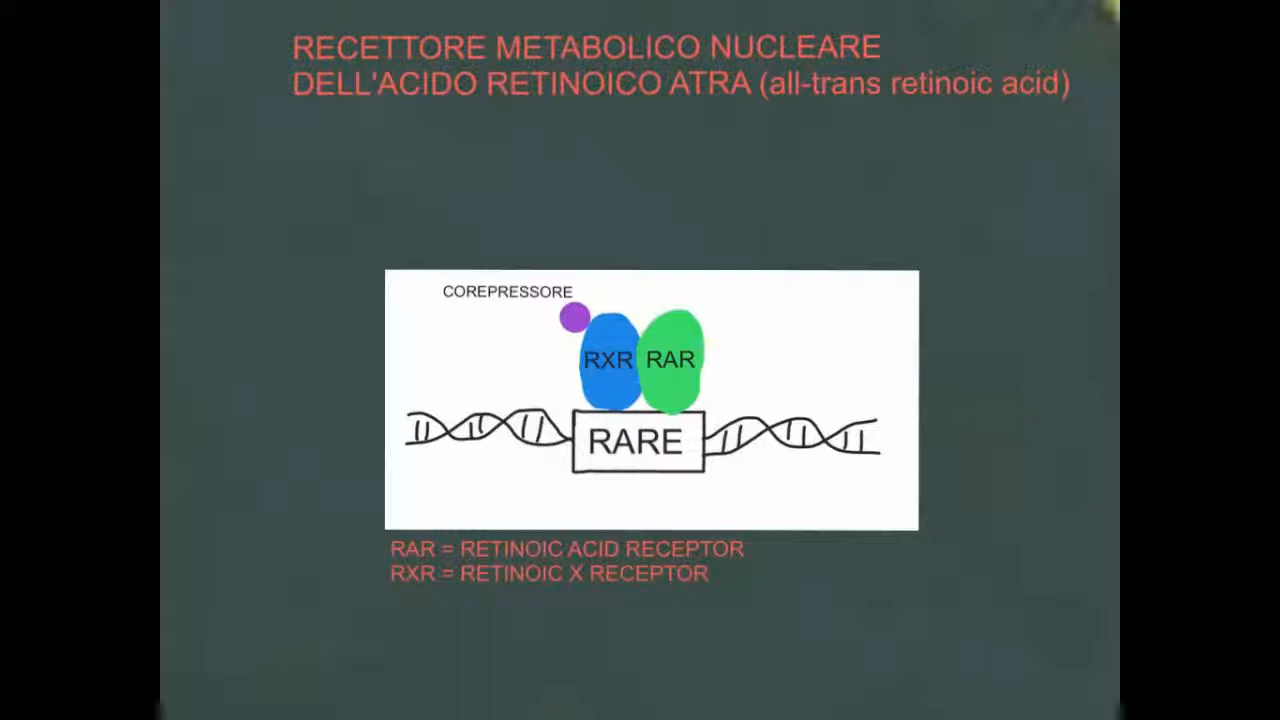 RECETTORE METABOLICO NUCLEARE
DELL'ACIDO RETINOICO ATRA (all-trans retinoic acid)
COREPRESSORE
RXR RAR
RARE
RAR = RETINOIC ACID RECEPTOR
RXR = RETINOIC X RECEPTOR